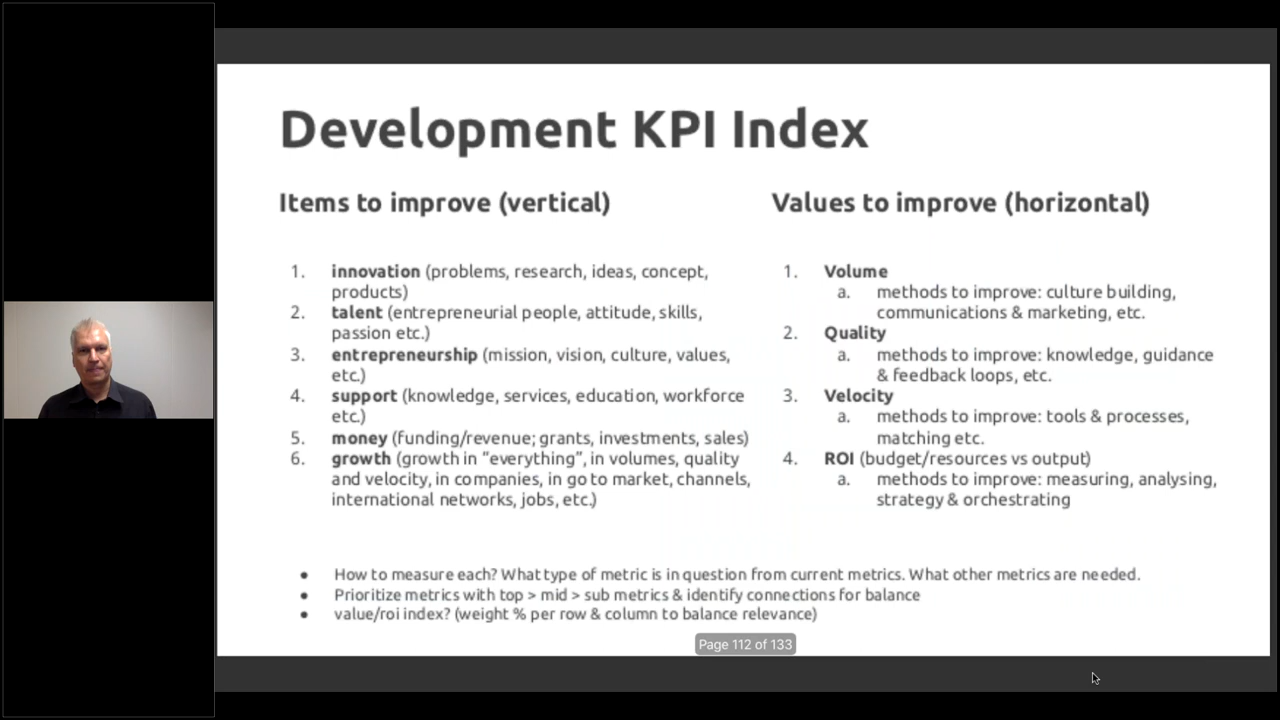 Development KPI Index
Items to improve (vertical)
1. innovation (problems, research, ideas, concept,
products)
2. talent (entrepreneurial people, attitude, skills,
passion etc.)
3. entrepreneurship (mission, vision, culture, values,
etc.)
4. support (knowledge, services, education, workforce
etc.)
5. money (funding/revenue; grants, investments, sales)
6. growth (growth in "everything", in volumes, quality
and velocity, in companies, in go to market, channels,
international networks, jobs, etc.)
Values to improve (horizontal)
1. Volume
a. methods to improve: culture building,
communications & marketing, etc.
2. Quality
a. methods to improve: knowledge, guidance
& feedback loops, etc.
3. Velocity
a. methods to improve: tools & processes,
matching etc.
4. ROI (budget/resources vs output)
a. methods to improve: measuring, analysing,
strategy & orchestrating
● How to measure each? What type of metric is in question from current metrics. What other metrics are needed.
● Prioritize metrics with top > mid > sub metrics & identify connections for balance
● value/roi index? (weight % per row & column to balance relevance)
Page 112 of 133